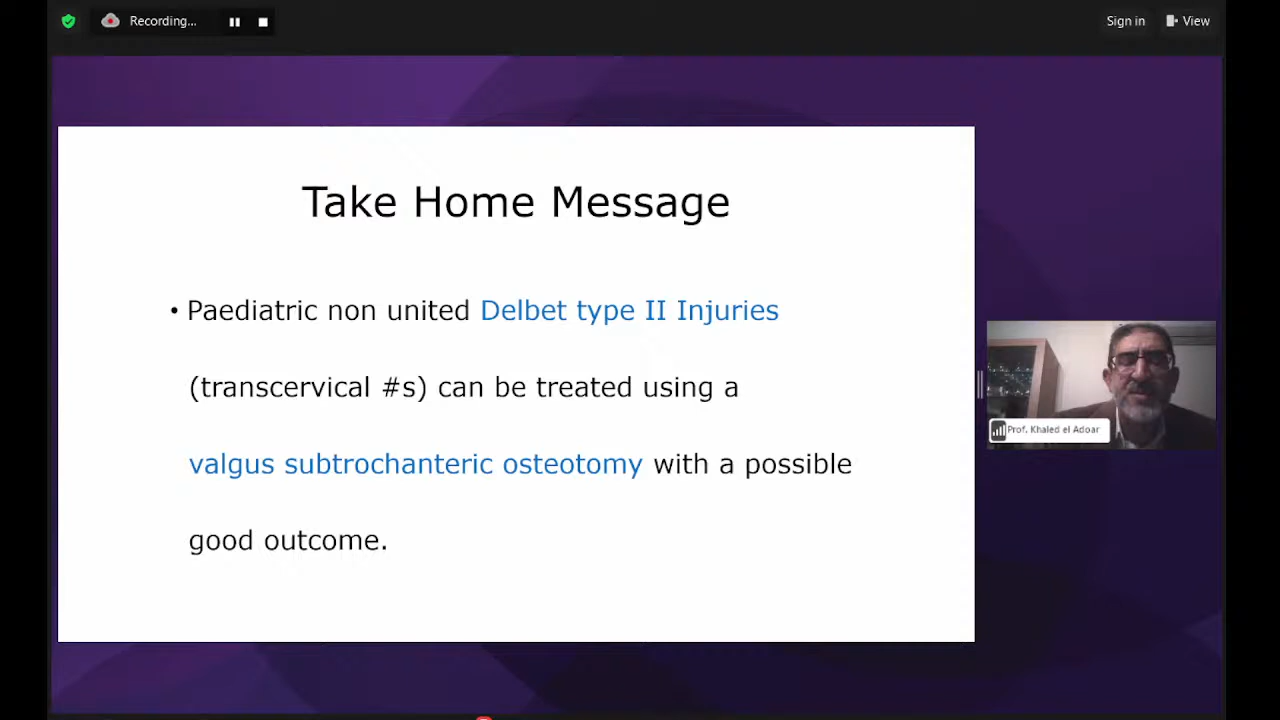 Recording...
Sign in
View
Take Home Message
• Paediatric non united Delbet type II Injuries
(transcervical #s) can be treated using a
valgus subtrochanteric osteotomy with a possible
good outcome.
Prof. Khaled el Adoar